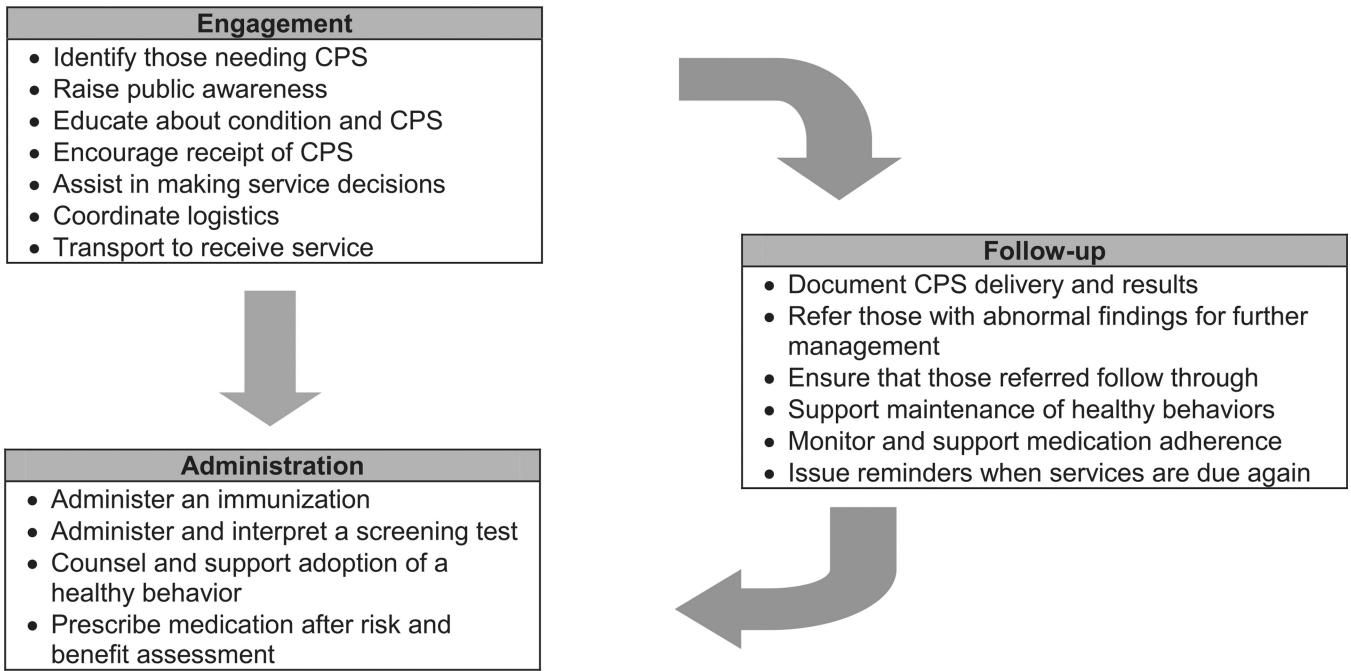 Engagement
• Identify those needing CPS
• Raise public awareness
• Educate about condition and CPS
• Encourage receipt of CPS
• Assist in making service decisions
• Coordinate logistics
• Transport to receive service
Follow-up
• Document CPS delivery and results
• Refer those with abnormal findings for further
management
• Ensure that those referred follow through
• Support maintenance of healthy behaviors
• Monitor and support medication adherence
• Issue reminders when services are due again
Administration
• Administer an immunization
• Administer and interpret a screening test
• Counsel and support adoption of a
healthy behavior
• Prescribe medication after risk and
benefit assessment